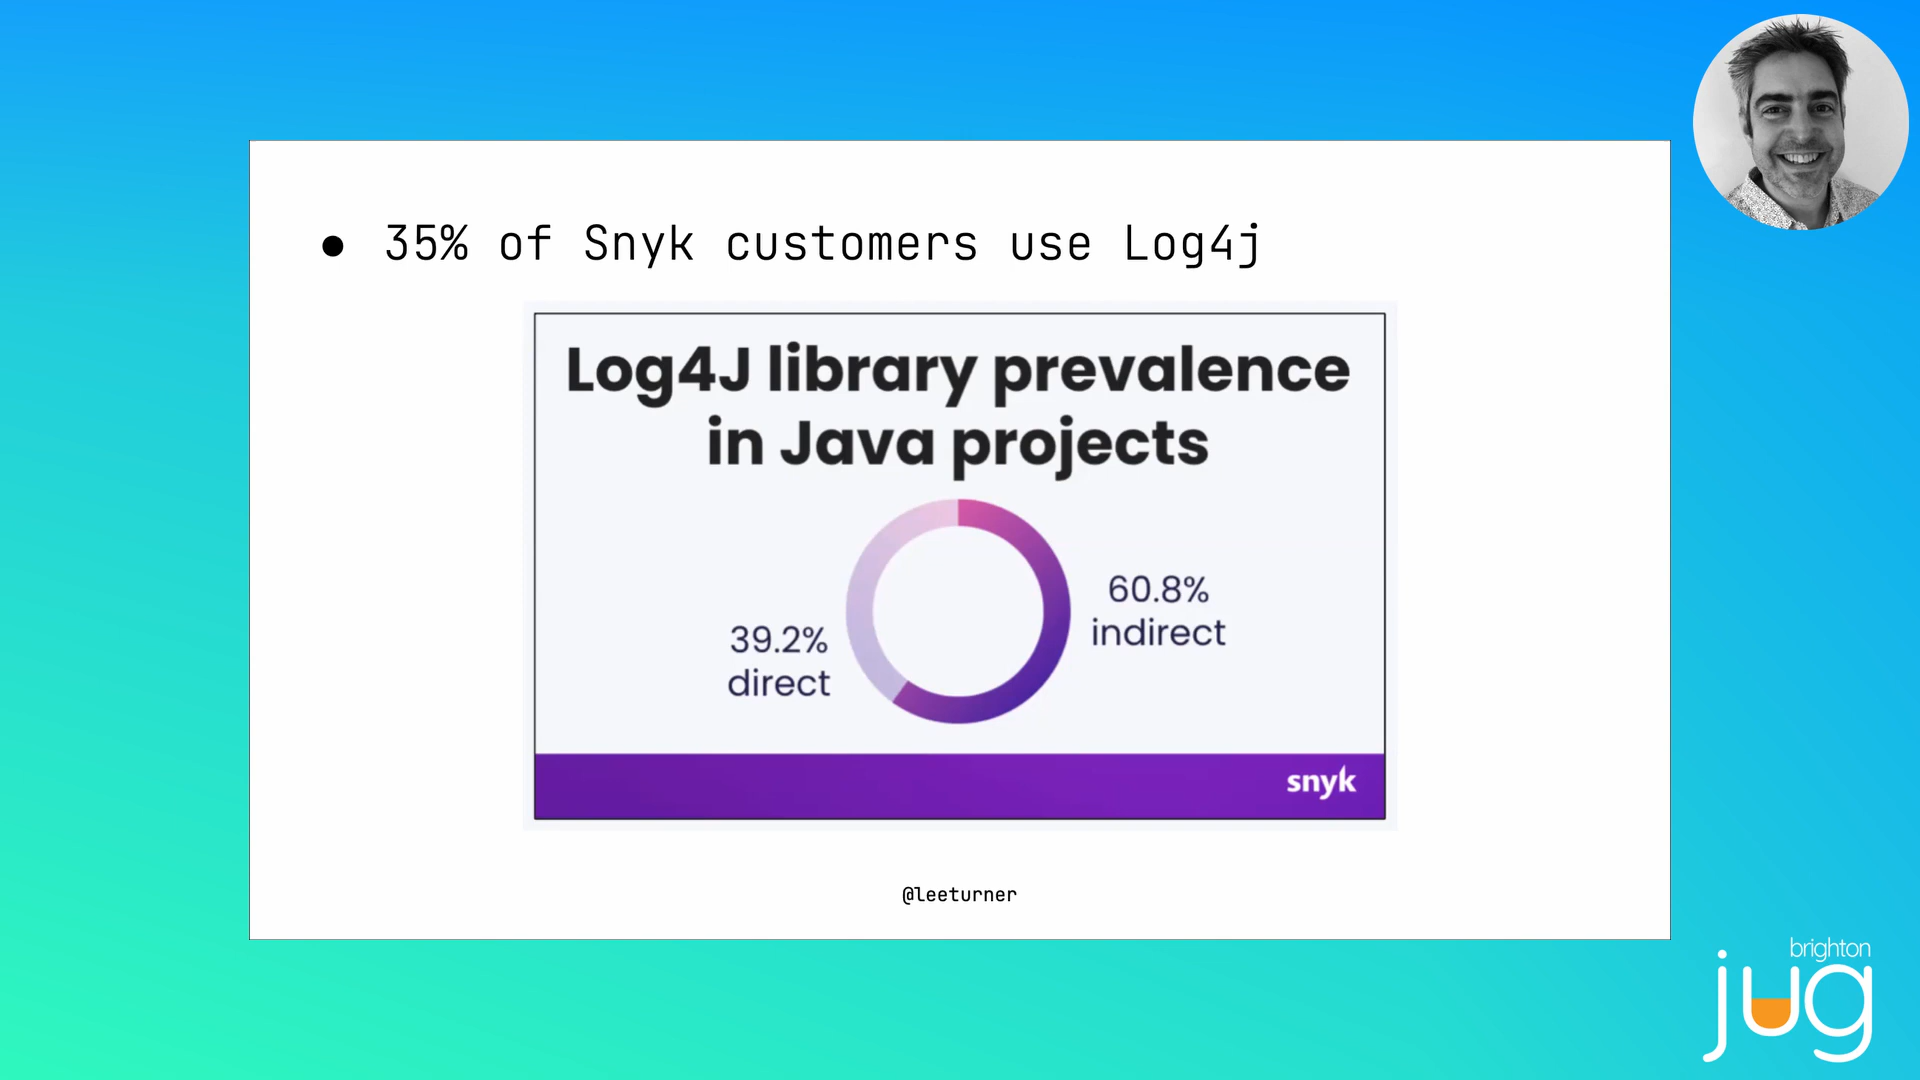 ● 35% of Snyk customers use Log4j
Log4J library prevalence
in Java projects
60.8%
indirect
39.2%
direct
snyk
@leeturner
brighton
jug